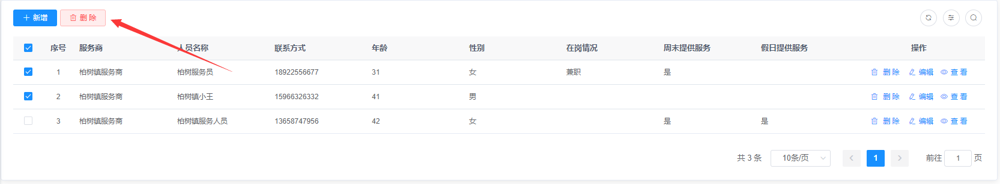 新增 删 除
序号 服务商 人员名称 联系方式 年龄 性别 在岗情况 周末提供服务 假日提供服务 操作
1 柏树镇服务商 柏树服务员 18922556677 31 女 兼职 是 删 除 编辑 查 看
2 柏树镇服务商 柏树镇小王 15966326332 41 男 删 除 编辑 查 看
3 柏树镇服务商 柏树镇服务人员 13658747956 42 女 是 是 删 除 编辑 查 看
共 3 条 10条/页 1 前往 1 页